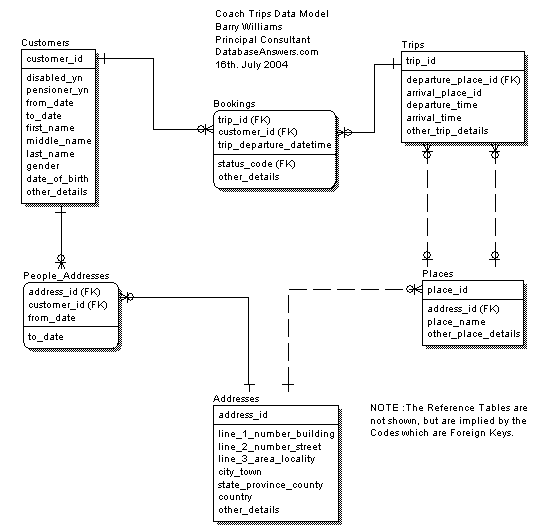 Coach Trips Data Model
Barry Williams
Principal Consultant
DatabaseAnswers.com
16th. July 2004
Customers
customer_id
disabled_yn
pensioner_yn
from_date
to_date
first_name
middle_name
last_name
gender
date_of_birth
other_details
Bookings
trip_id (FK)
customer_id (FK)
trip_departure_datetime
status_code (FK)
other_details
Trips
trip_id
departure_place_id (FK)
arrival_place_id
departure_time
arrival_time
other_trip_details
People_Addresses
address_id (FK)
customer_id (FK)
from_date
to_date
Places
place_id
address_id (FK)
place_name
other_place_details
Addresses
address_id
line_1_number_building
line_2_number_street
line_3_area_locality
city_town
state_province_county
country
other_details
NOTE :The Reference Tables are
not shown, but are implied by the
Codes which are Foreign Keys.